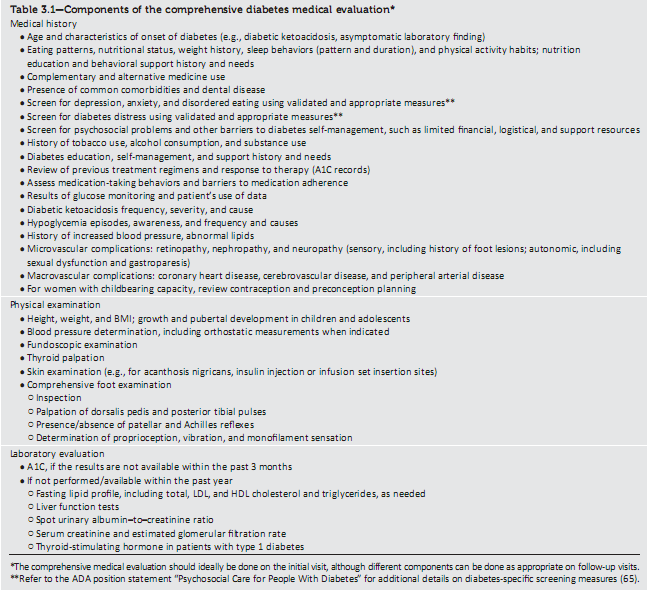 Table 3.1—Components of the comprehensive diabetes medical evaluation*
Medical history
● Age and characteristics of onset of diabetes (e.g., diabetic ketoacidosis, asymptomatic laboratory finding)
● Eating patterns, nutritional status, weight history, sleep behaviors (pattern and duration), and physical activity habits; nutrition
education and behavioral support history and needs
● Complementary and alternative medicine use
● Presence of common comorbidities and dental disease
● Screen for depression, anxiety, and disordered eating using validated and appropriate measures**
● Screen for diabetes distress using validated and appropriate measures**
● Screen for psychosocial problems and other barriers to diabetes self-management, such as limited financial, logistical, and support resources
● History of tobacco use, alcohol consumption, and substance use
● Diabetes education, self-management, and support history and needs
● Review of previous treatment regimens and response to therapy (A1C records)
● Assess medication-taking behaviors and barriers to medication adherence
● Results of glucose monitoring and patient's use of data
● Diabetic ketoacidosis frequency, severity, and cause
● Hypoglycemia episodes, awareness, and frequency and causes
● History of increased blood pressure, abnormal lipids
● Microvascular complications: retinopathy, nephropathy, and neuropathy (sensory, including history of foot lesions; autonomic, including
sexual dysfunction and gastroparesis)
● Macrovascular complications: coronary heart disease, cerebrovascular disease, and peripheral arterial disease
● For women with childbearing capacity, review contraception and preconception planning
Physical examination
● Height, weight, and BMI; growth and pubertal development in children and adolescents
● Blood pressure determination, including orthostatic measurements when indicated
● Fundoscopic examination
● Thyroid palpation
● Skin examination (e.g., for acanthosis nigricans, insulin injection or infusion set insertion sites)
● Comprehensive foot examination
○ Inspection
○ Palpation of dorsalis pedis and posterior tibial pulses
○ Presence/absence of patellar and Achilles reflexes
○ Determination of proprioception, vibration, and monofilament sensation
Laboratory evaluation
● A1C, if the results are not available within the past 3 months
● If not performed/available within the past year
○ Fasting lipid profile, including total, LDL, and HDL cholesterol and triglycerides, as needed
○ Liver function tests
○ Spot urinary albumin–to–creatinine ratio
○ Serum creatinine and estimated glomerular filtration rate
○ Thyroid-stimulating hormone in patients with type 1 diabetes
*The comprehensive medical evaluation should ideally be done on the initial visit, although different components can be done as appropriate on follow-up visits.
**Refer to the ADA position statement "Psychosocial Care for People With Diabetes" for additional details on diabetes-specific screening measures (65).